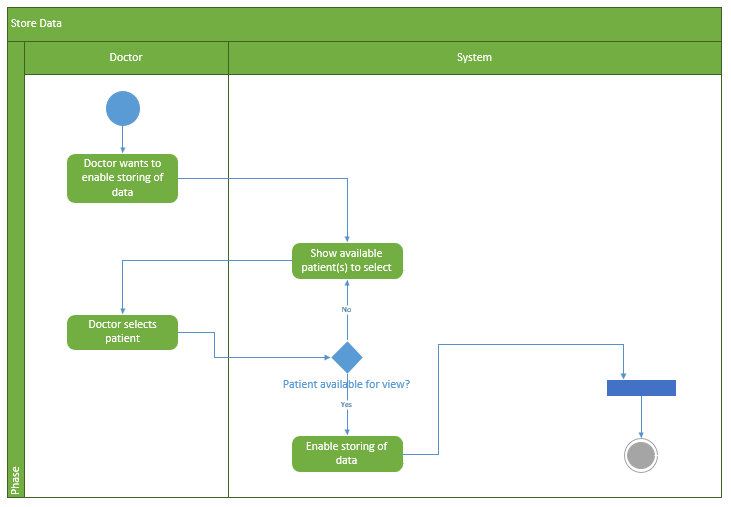 Store Data
Doctor
System
Doctor wants to
enable storing of
data
Show available
patient(s) to select
No
Doctor selects
patient
Patient available for view?
Yes
Enable storing of
data
Phase